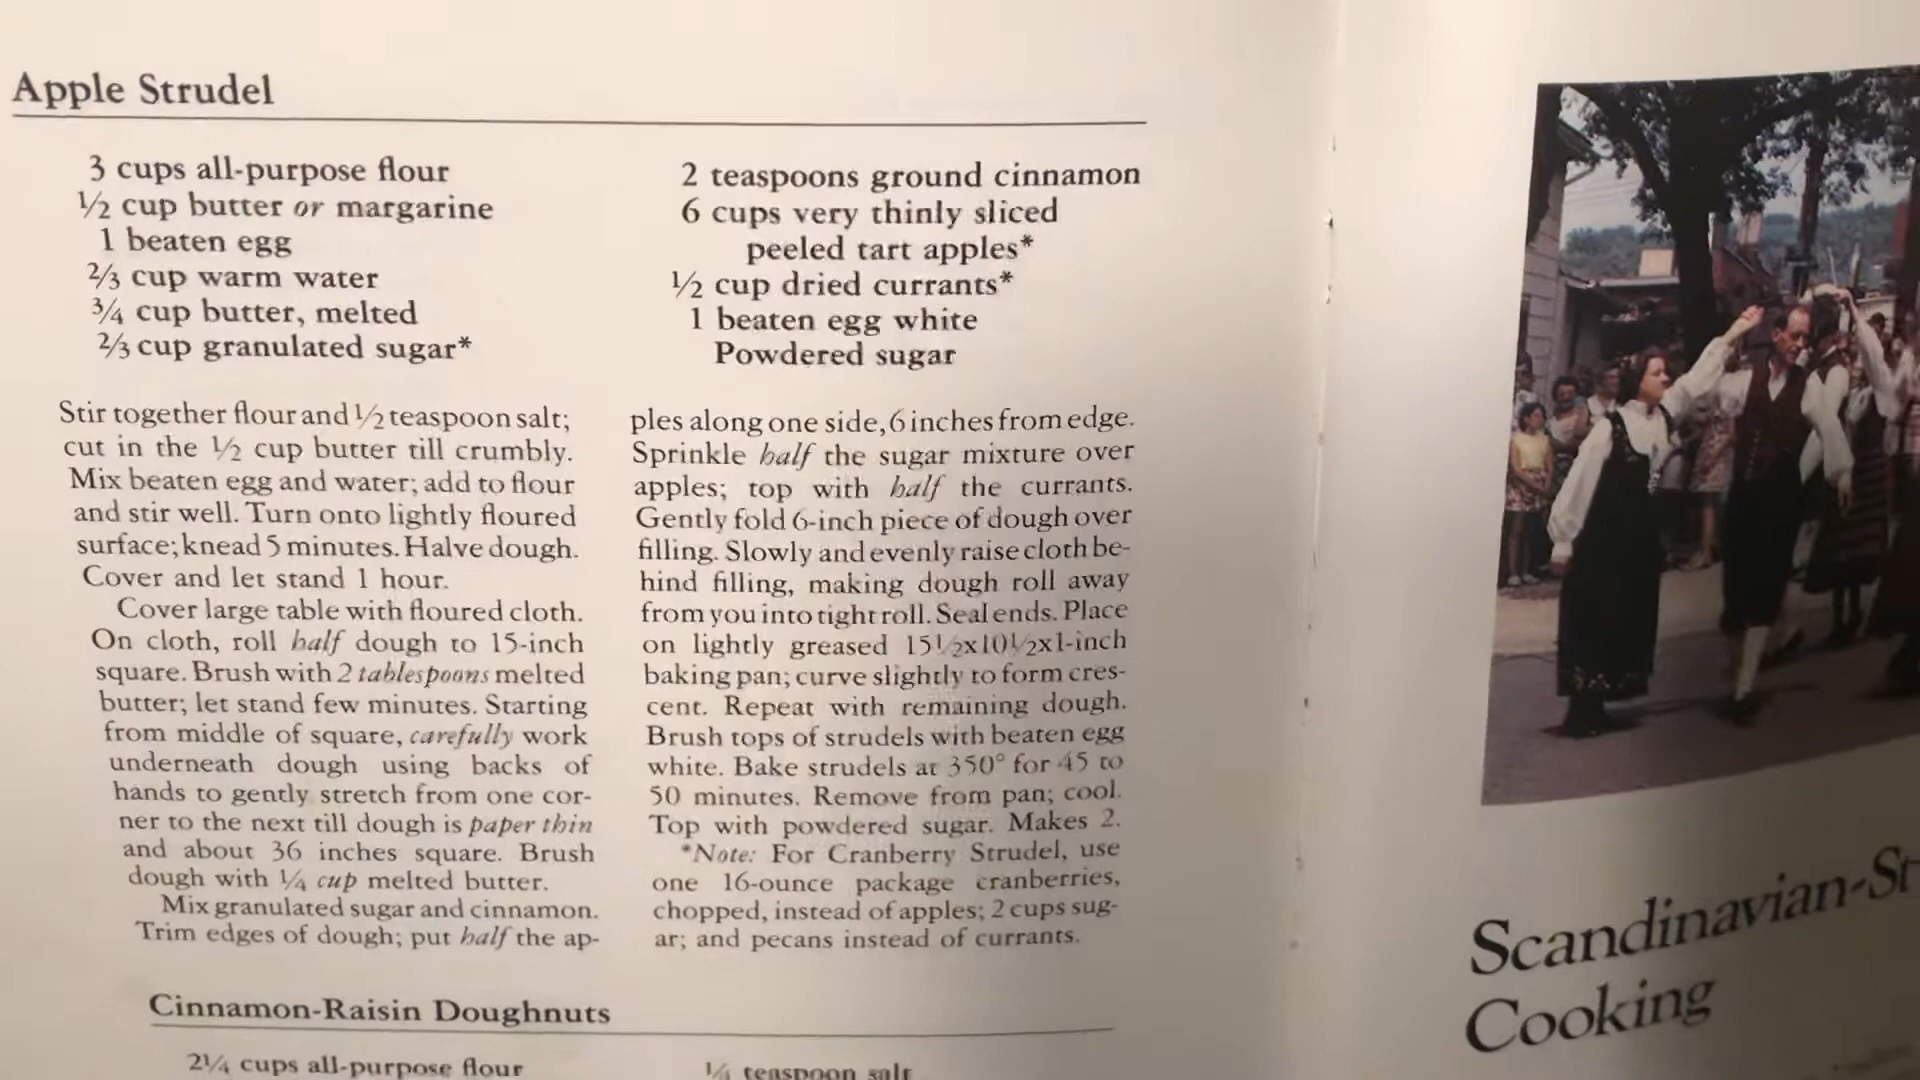 Apple Strudel
3 cups all-purpose flour
½ cup butter or margarine
1 beaten egg
⅔ cup warm water
¾ cup butter, melted
⅔ cup granulated sugar*
2 teaspoons ground cinnamon
6 cups very thinly sliced
peeled tart apples*
½ cup dried currants*
1 beaten egg white
Powdered sugar
Stir together flour and ½ teaspoon salt;
cut in the ½ cup butter till crumbly.
Mix beaten egg and water; add to flour
and stir well. Turn onto lightly floured
surface; knead 5 minutes. Halve dough.
Cover and let stand 1 hour.
Cover large table with floured cloth.
On cloth, roll half dough to 15-inch
square. Brush with 2 tablespoons melted
butter; let stand few minutes. Starting
from middle of square, carefully work
underneath dough using backs of
hands to gently stretch from one cor-
ner to the next till dough is paper thin
and about 36 inches square. Brush
dough with ¼ cup melted butter.
Mix granulated sugar and cinnamon.
Trim edges of dough; put half the ap-
ples along one side, 6 inches from edge.
Sprinkle half the sugar mixture over
apples; top with half the currants.
Gently fold 6-inch piece of dough over
filling. Slowly and evenly raise cloth be-
hind filling, making dough roll away
from you into tight roll. Seal ends. Place
on lightly greased 15½x10½x1-inch
baking pan; curve slightly to form cres-
cent. Repeat with remaining dough.
Brush tops of strudels with beaten egg
white. Bake strudels at 350° for 45 to
50 minutes. Remove from pan; cool.
Top with powdered sugar. Makes 2.
*Note: For Cranberry Strudel, use
one 16-ounce package cranberries,
chopped, instead of apples; 2 cups sug-
ar; and pecans instead of currants.
Cinnamon-Raisin Doughnuts
2¼ cups all-purpose flour
teaspoon salt
Scandinavian-St
Cooking